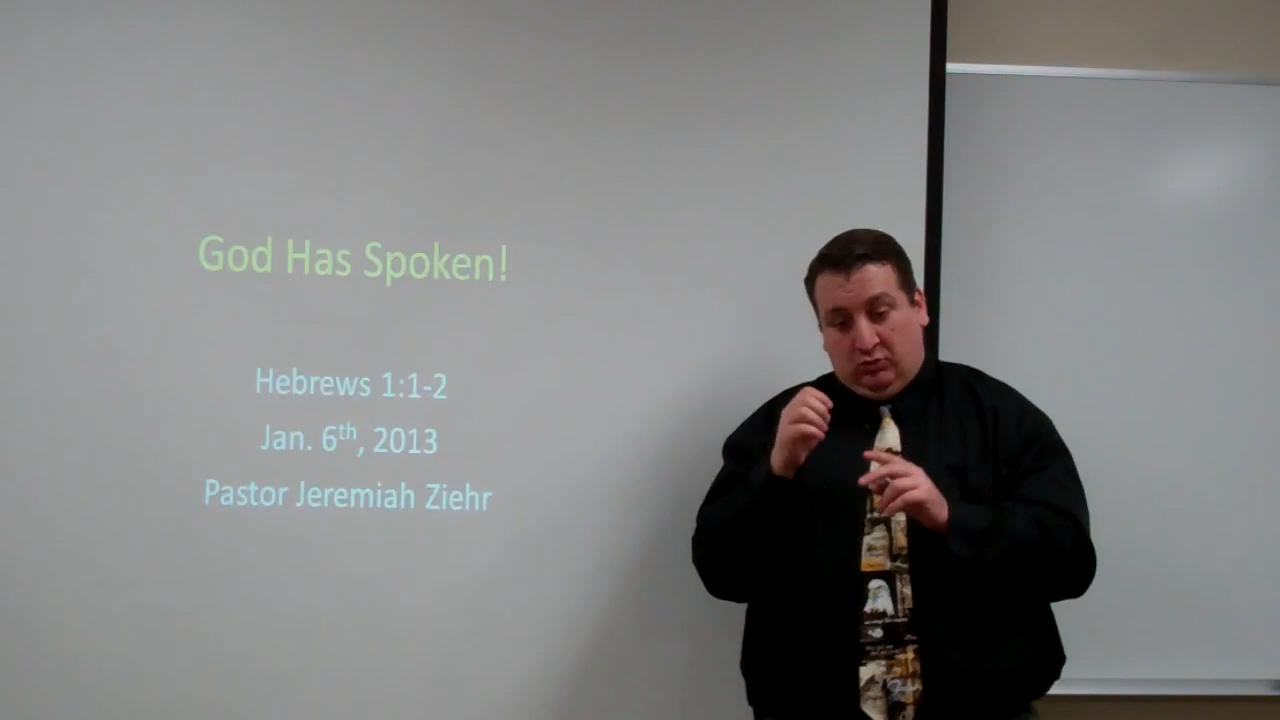 God Has Spoken!
Hebrews 1:1-2
Jan. 6th, 2013
Pastor Jeremiah Ziehr